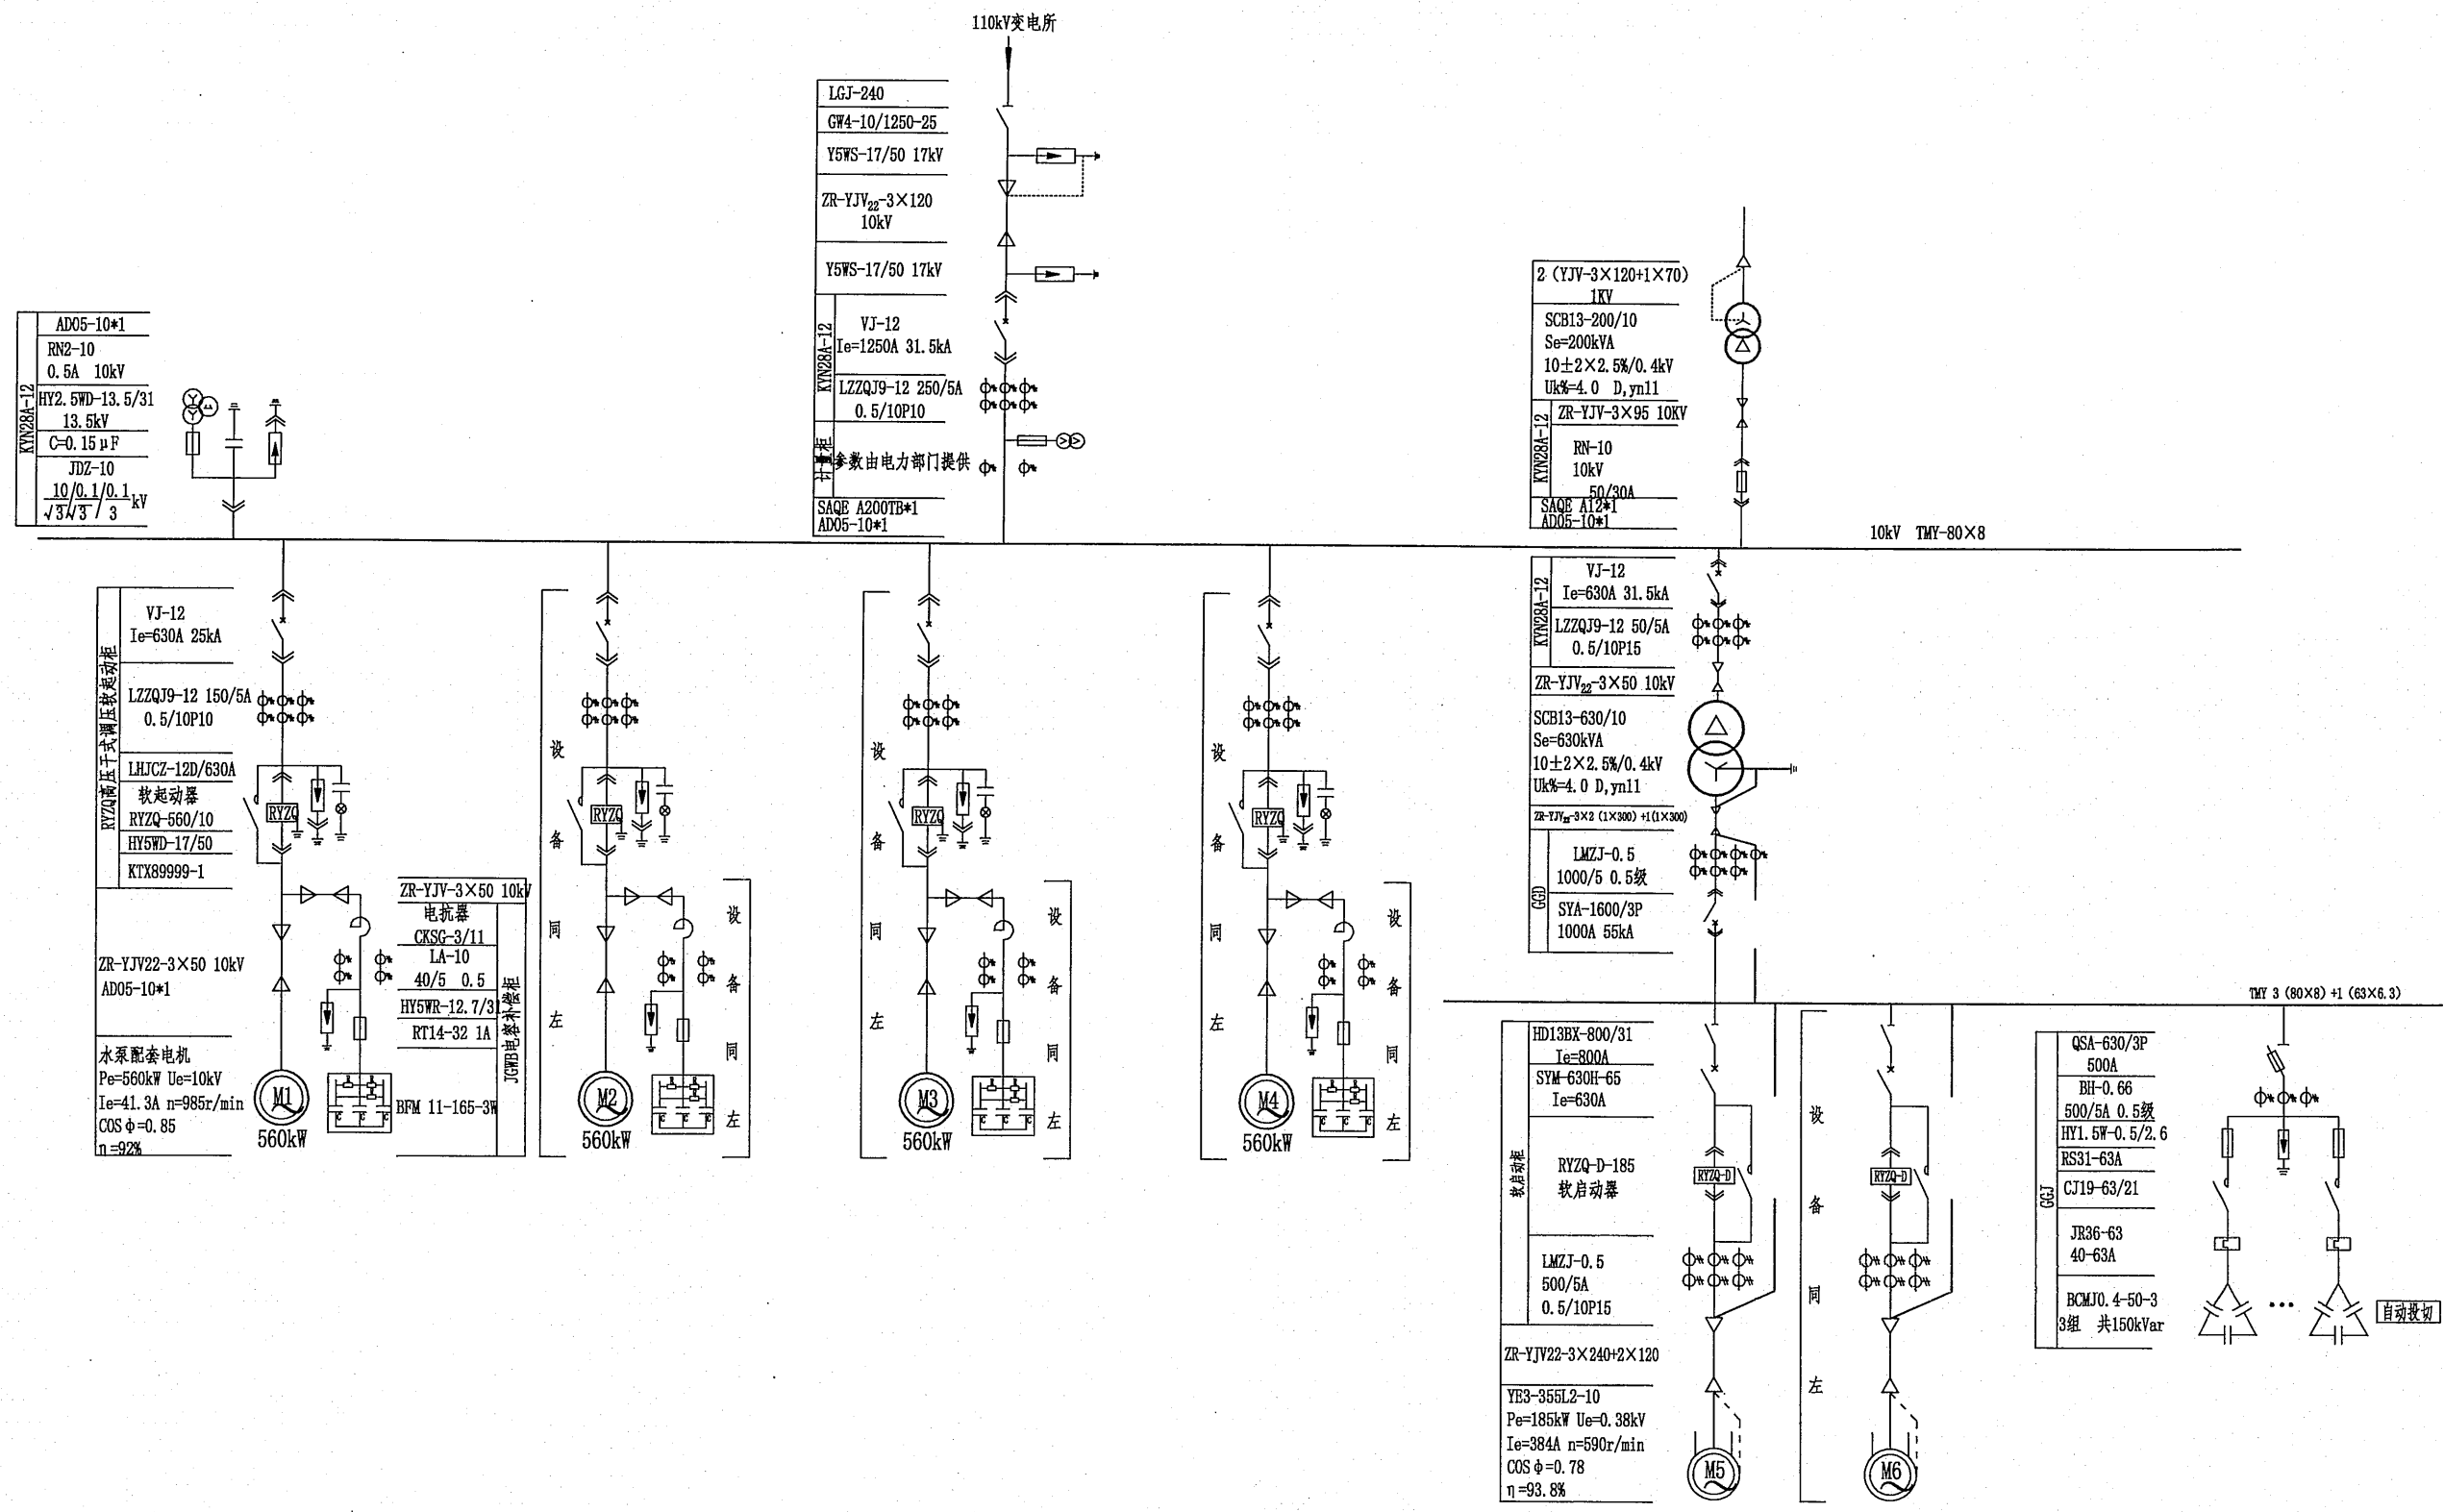 110kV变电所
LGJ-240
GW4-10/1250-25
Y5WS-17/50 17kV
ZR-YJV22-3×120
10kV
Y5WS-17/50 17kV
KYN28A-12
VJ-12
Ie=1250A 31.5kA
LZZQJ9-12 250/5A
0.5/10P10
计量柜
参数由电力部门提供
SAQE A200TB*1
AD05-10*1
KYN28A-12
AD05-10*1
RN2-10
0.5A 10kV
HY2.5WD-13.5/31
13.5kV
C=0.15μF
JDZ-10
10/0.1/0.1 kV
√3/√3/ 3
2 (YJV-3×120+1×70)
1KV
SCB13-200/10
Se=200kVA
10±2×2.5%/0.4kV
Uk%=4.0 D,yn11
KYN28A-12
ZR-YJV-3×95 10KV
RN-10
10kV
50/30A
SAQE A12*1
AD05-10*1
10kV TMY-80×8
RYZQ高压干式调压软起动柜
VJ-12
Ie=630A 25kA
LZZQJ9-12 150/5A
0.5/10P10
LHJCZ-12D/630A
软起动器
RYZQ-560/10
HY5WD-17/50
KTX89999-1
ZR-YJV22-3×50 10kV
AD05-10*1
水泵配套电机
Pe=560kW Ue=10kV
Ie=41.3A n=985r/min
COSφ=0.85
η=92%
RYZQ
M1
560kW
ZR-YJV-3×50 10kV
电抗器
CKSG-3/11
LA-10
40/5 0.5
HY5WR-12.7/31
RT14-32 1A
BFM 11-165-3W
JGWB电容补偿柜
C C C
设备同左
RYZQ
M2
560kW
C C C
设备同左
设备同左
RYZQ
M3
560kW
C C C
设备同左
设备同左
RYZQ
M4
560kW
C C C
设备同左
KYN28A-12
VJ-12
Ie=630A 31.5kA
LZZQJ9-12 50/5A
0.5/10P15
ZR-YJV22-3×50 10kV
SCB13-630/10
Se=630kVA
10±2×2.5%/0.4kV
Uk%=4.0 D,yn11
ZR-YJV22-3×2 (1×300) +1(1×300)
GGD
LMZJ-0.5
1000/5 0.5级
SYA-1600/3P
1000A 55kA
TMY 3 (80×8) +1 (63×6.3)
软启动柜
HD13BX-800/31
Ie=800A
SYM-630H-65
Ie=630A
RYZQ-D-185
软启动器
LMZJ-0.5
500/5A
0.5/10P15
ZR-YJV22-3×240+2×120
YE3-355L2-10
Pe=185kW Ue=0.38kV
Ie=384A n=590r/min
COSφ=0.78
η=93.8%
RYZQ-D
M5
设备同左
RYZQ-D
M6
GGJ
QSA-630/3P
500A
BH-0.66
500/5A 0.5级
HY1.5W-0.5/2.6
RS31-63A
CJ19-63/21
JR36-63
40-63A
BCMJ0.4-50-3
3组 共150kVar
自动投切